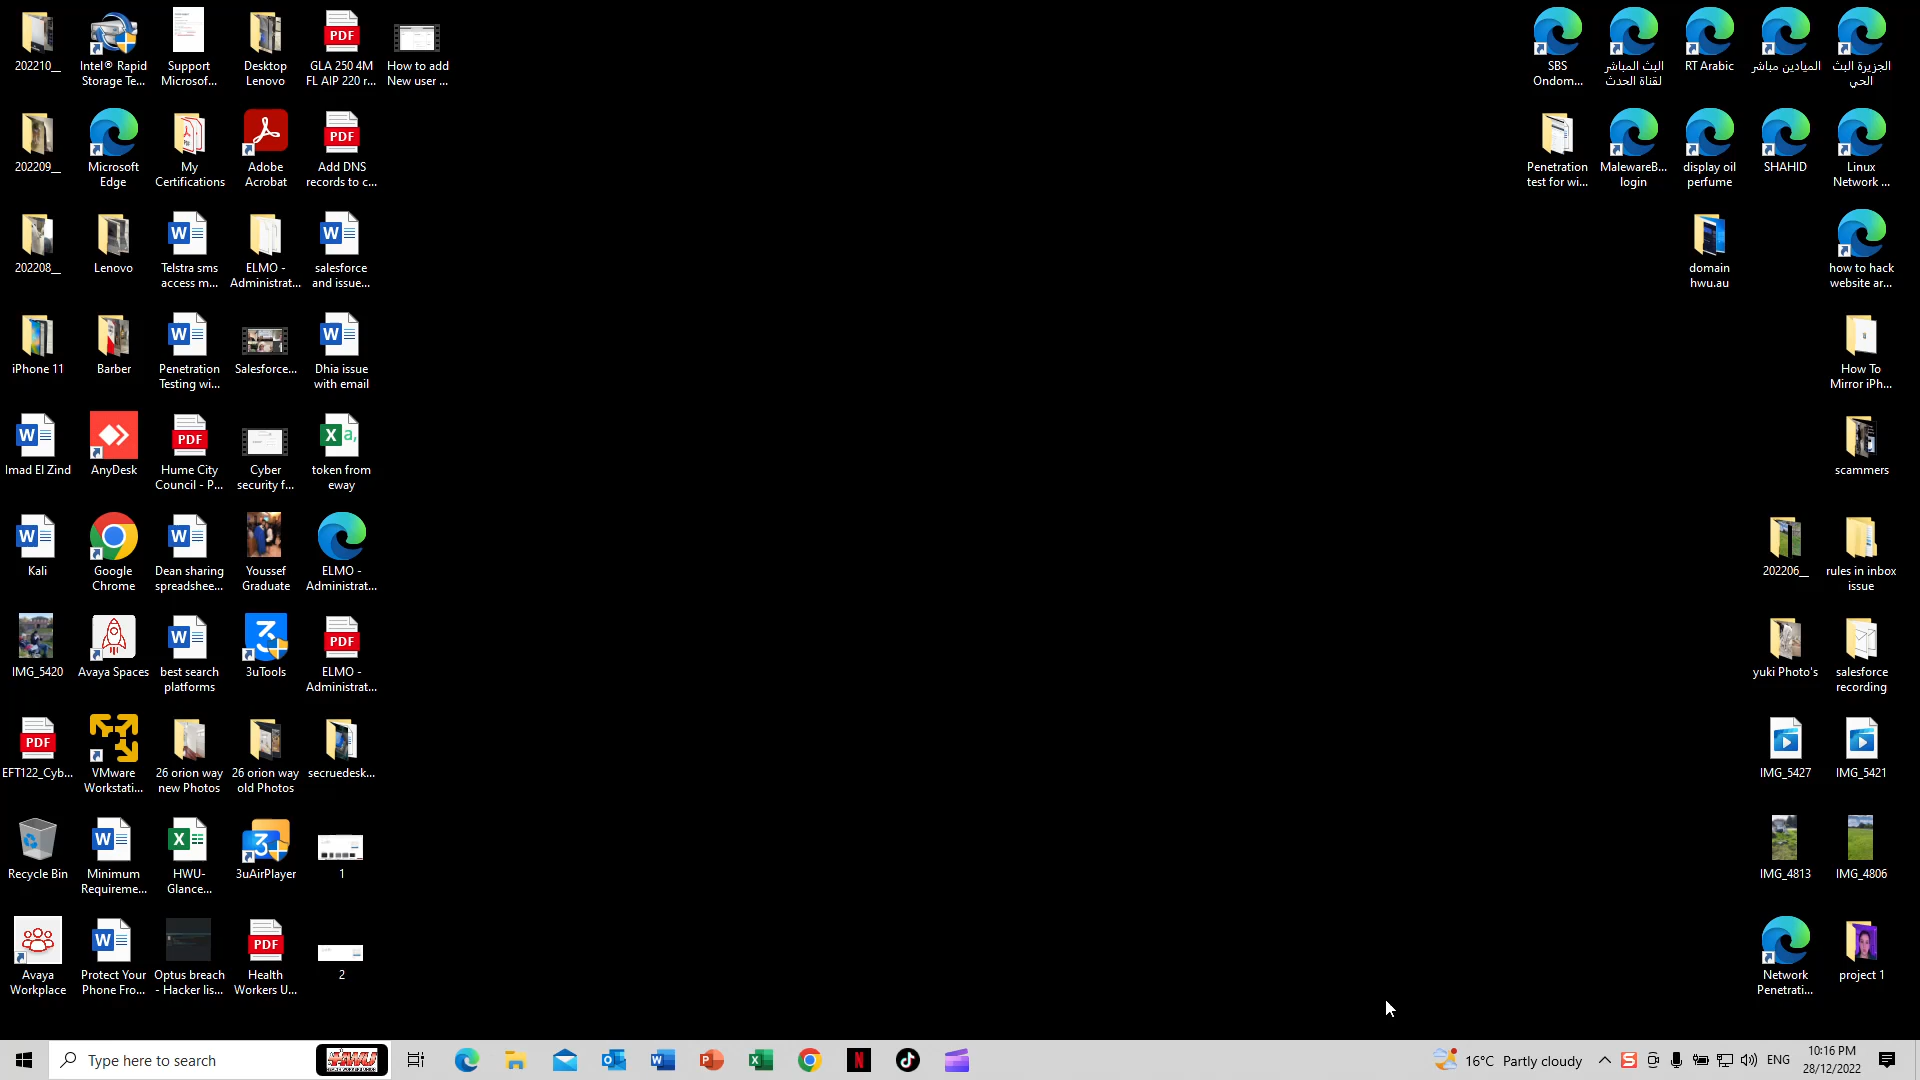 202210__
Intel® Rapid
Storage Te...
Support
Microsof...
Desktop
Lenovo
GLA 250 4M
FL AIP 220 r...
How to add
New user ...
202209__
Microsoft
Edge
My
Certifications
Adobe
Acrobat
Add DNS
records to c...
202208__
Lenovo
Telstra sms
access m...
ELMO -
Administrat...
salesforce
and issue...
iPhone 11
Barber
Penetration
Testing wi...
Salesforce...
Dhia issue
with email
Imad El Zind
AnyDesk
Hume City
Council - P...
Cyber
security f...
token from
eway
Kali
Google
Chrome
Dean sharing
spreadshee...
Youssef
Graduate
ELMO -
Administrat...
IMG_5420
Avaya Spaces
best search
platforms
3uTools
ELMO -
Administrat...
EFT122_Cyb...
VMware
Workstati...
26 orion way
new Photos
26 orion way
old Photos
secruedesk...
Recycle Bin
Minimum
Requireme...
HWU-
Glance...
3uAirPlayer
1
Avaya
Workplace
Protect Your
Phone Fro...
Optus breach
- Hacker lis...
Health
Workers U...
2
SBS
Ondom...
البث المباشر
لقناة الحدث
RT Arabic
الميادين مباشر
الجزيرة البث
الحي
Penetration
test for wi...
MalewareB...
login
display oil
perfume
SHAHID
Linux
Network ...
domain
hwu.au
how to hack
website ar...
How To
Mirror iPh...
scammers
202206__
rules in inbox
issue
yuki Photo's
salesforce
recording
IMG_5427
IMG_5421
IMG_4813
IMG_4806
Network
Penetrati...
project 1
Type here to search
HWU
16°C Partly cloudy
ENG
10:16 PM
28/12/2022